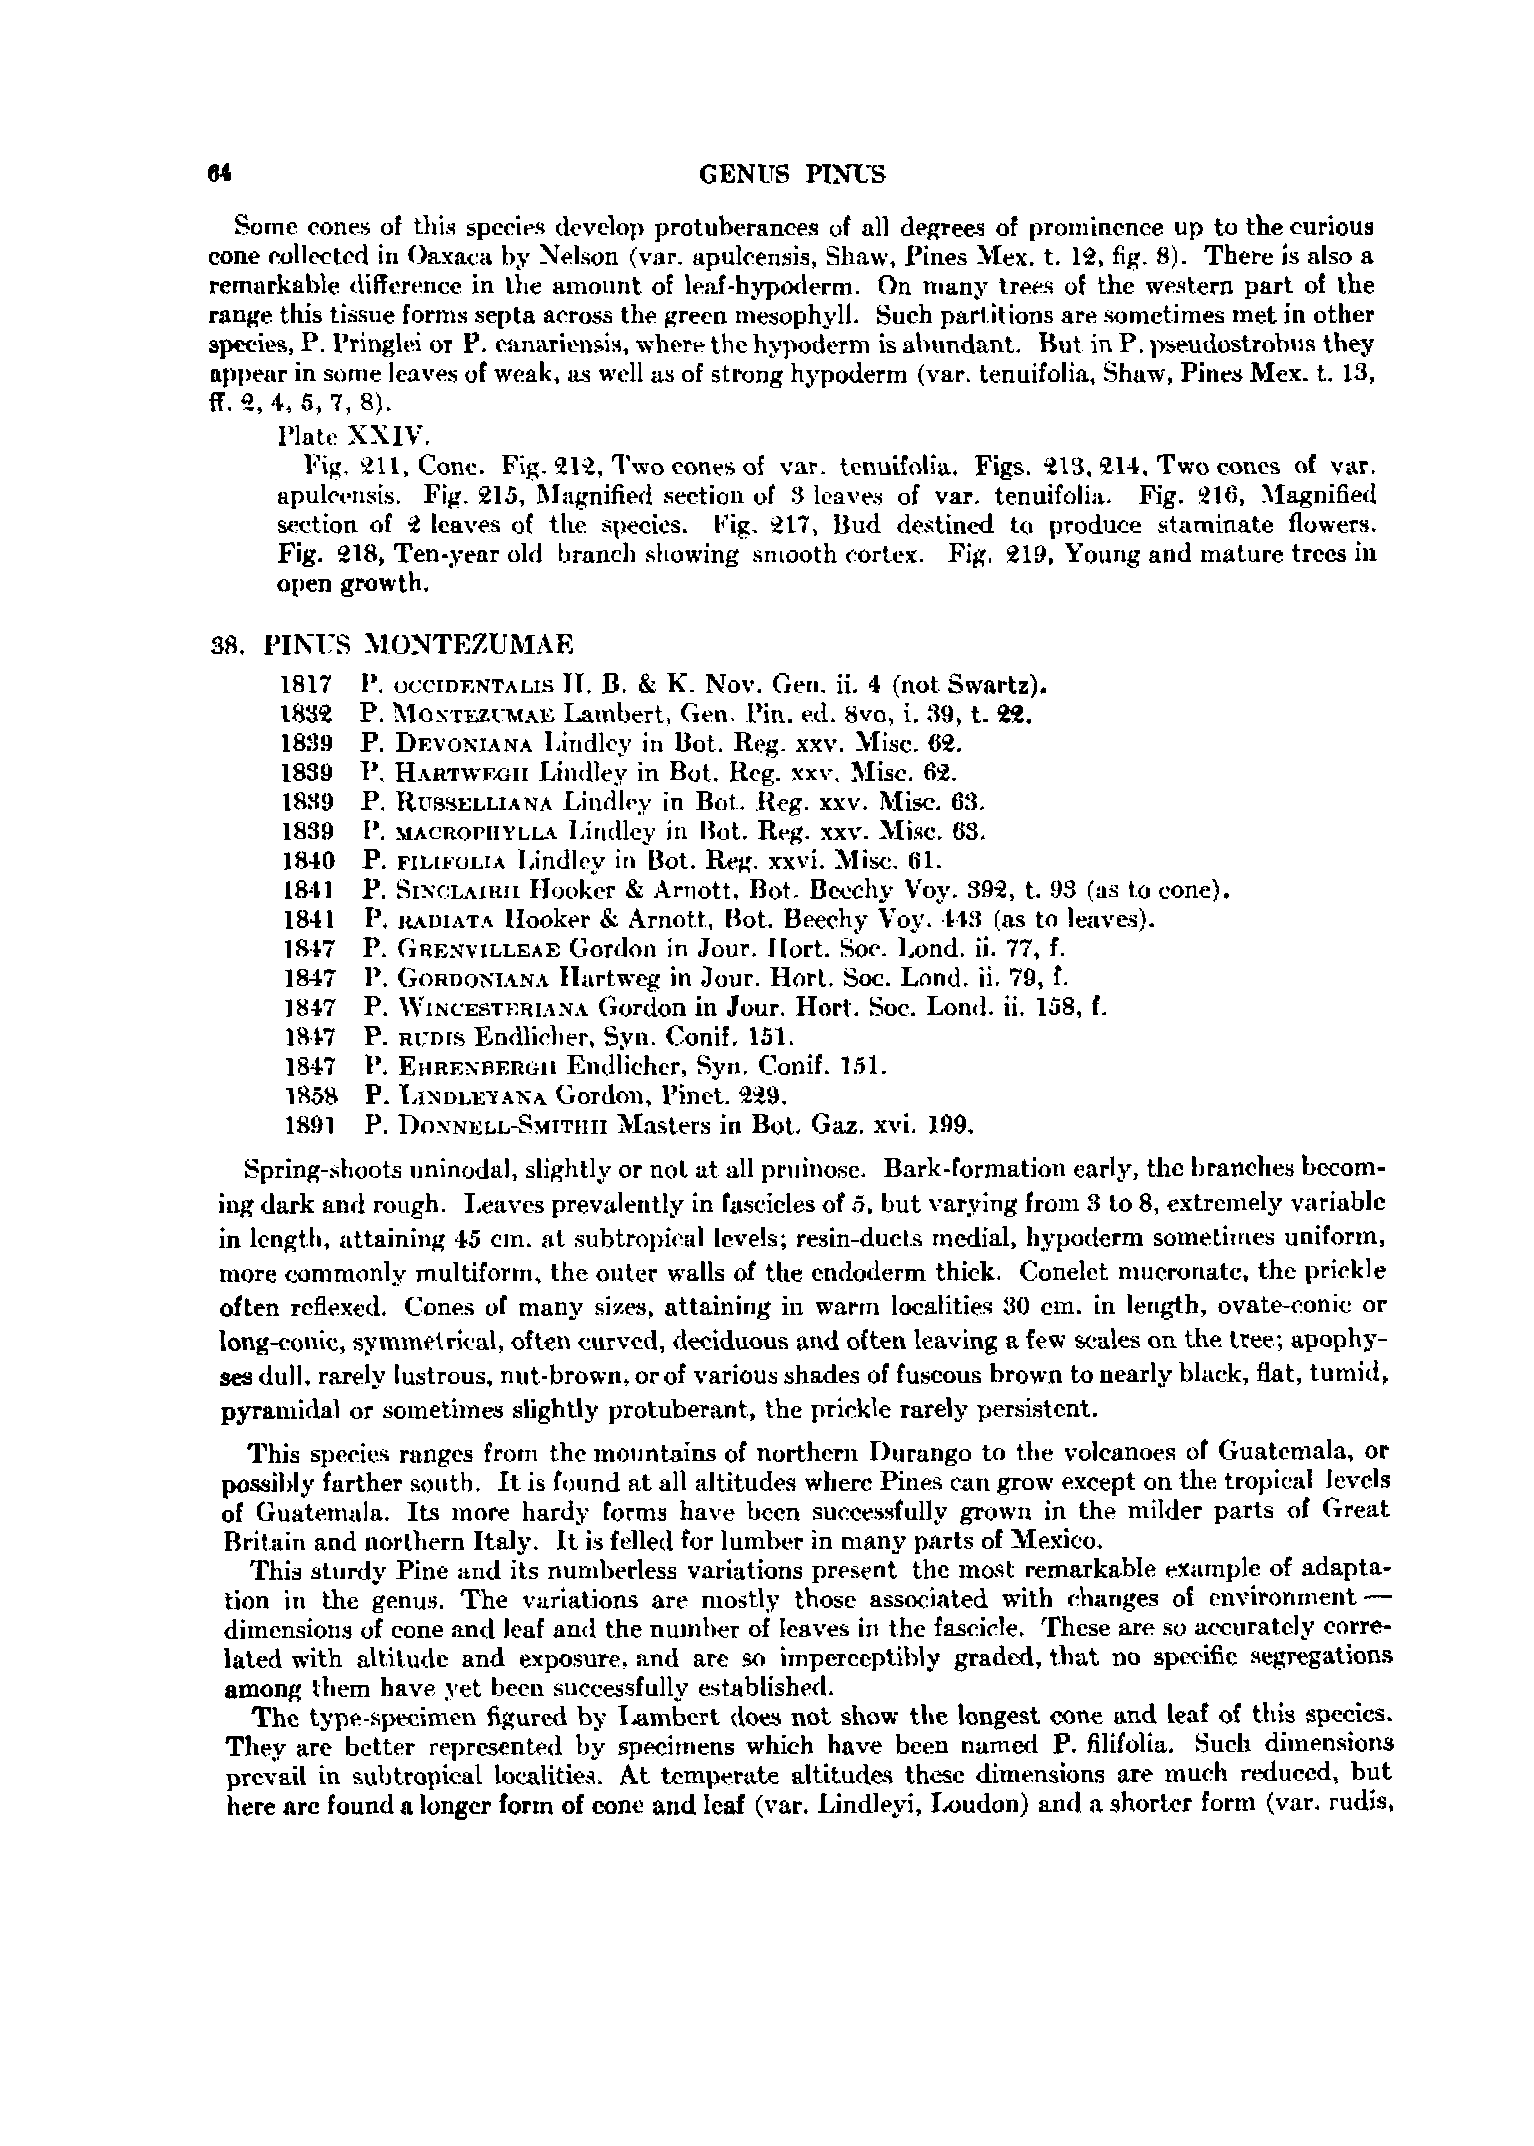 64 GENUS PINUS
Some cones of this species develop protuberances of all degrees of prominence up to the curious
cone collected in Oaxaca by Nelson (var. apulcensis, Shaw, Pines Mex. t. 12, fig. 8). There is also a
remarkable difference in the amount of leaf-hypoderm. On many trees of the western part of the
range this tissue forms septa across the green mesophyll. Such partitions are sometimes met in other
species, P. Pringlei or P. canariensis, where the hypoderm is abundant. But in P. pseudostrobus they
appear in some leaves of weak, as well as of strong hypoderm (var. tenuifolia, Shaw, Pines Mex. t. 13,
ff. 2, 4, 5, 7, 8).
Plate XXIV.
Fig. 211, Cone. Fig. 212, Two cones of var. tenuifolia. Figs. 213, 214, Two cones of var.
apulcensis. Fig. 215, Magnified section of 3 leaves of var. tenuifolia. Fig. 216, Magnified
section of 2 leaves of the species. Fig. 217, Bud destined to produce staminate flowers.
Fig. 218, Ten-year old branch showing smooth cortex. Fig. 219, Young and mature trees in
open growth.
38. PINUS MONTEZUMAE
1817 P. OCCIDENTALIS H. B. & K. Nov. Gen. ii. 4 (not Swartz).
1832 P. MONTEZUMAE Lambert, Gen. Pin. ed. 8vo, i. 39, t. 22.
1839 P. DEVONIANA Lindley in Bot. Reg. xxv. Misc. 62.
1839 P. HARTWEGII Lindley in Bot. Reg. xxv. Misc. 62.
1839 P. RUSSELLIANA Lindley in Bot. Reg. xxv. Misc. 63.
1839 P. MACROPHYLLA Lindley in Bot. Reg. xxv. Misc. 63.
1840 P. FILIFOLIA Lindley in Bot. Reg. xxvi. Misc. 61.
1841 P. SINCLAIRII Hooker & Arnott, Bot. Beechy Voy. 392, t. 93 (as to cone).
1841 P. RADIATA Hooker & Arnott, Bot. Beechy Voy. 443 (as to leaves).
1847 P. GRENVILLEAE Gordon in Jour. Hort. Soc. Lond. ii. 77, f.
1847 P. GORDONIANA Hartweg in Jour. Hort. Soc. Lond. ii. 79, f.
1847 P. WINCESTERIANA Gordon in Jour. Hort. Soc. Lond. ii. 158, f.
1847 P. RUDIS Endlicher, Syn. Conif. 151.
1847 P. EHRENBERGII Endlicher, Syn. Conif. 151.
1858 P. LINDLEYANA Gordon, Pinet. 229.
1891 P. DONNELL-SMITHII Masters in Bot. Gaz. xvi. 199.
Spring-shoots uninodal, slightly or not at all pruinose. Bark-formation early, the branches becom-
ing dark and rough. Leaves prevalently in fascicles of 5, but varying from 3 to 8, extremely variable
in length, attaining 45 cm. at subtropical levels; resin-ducts medial, hypoderm sometimes uniform,
more commonly multiform, the outer walls of the endoderm thick. Conelet mucronate, the prickle
often reflexed. Cones of many sizes, attaining in warm localities 30 cm. in length, ovate-conic or
long-conic, symmetrical, often curved, deciduous and often leaving a few scales on the tree; apophy-
ses dull, rarely lustrous, nut-brown, or of various shades of fuscous brown to nearly black, flat, tumid,
pyramidal or sometimes slightly protuberant, the prickle rarely persistent.
This species ranges from the mountains of northern Durango to the volcanoes of Guatemala, or
possibly farther south. It is found at all altitudes where Pines can grow except on the tropical levels
of Guatemala. Its more hardy forms have been successfully grown in the milder parts of Great
Britain and northern Italy. It is felled for lumber in many parts of Mexico.
This sturdy Pine and its numberless variations present the most remarkable example of adapta-
tion in the genus. The variations are mostly those associated with changes of environment —
dimensions of cone and leaf and the number of leaves in the fascicle. These are so accurately corre-
lated with altitude and exposure, and are so imperceptibly graded, that no specific segregations
among them have yet been successfully established.
The type-specimen figured by Lambert does not show the longest cone and leaf of this species.
They are better represented by specimens which have been named P. filifolia. Such dimensions
prevail in subtropical localities. At temperate altitudes these dimensions are much reduced, but
here are found a longer form of cone and leaf (var. Lindleyi, Loudon) and a shorter form (var. rudis,